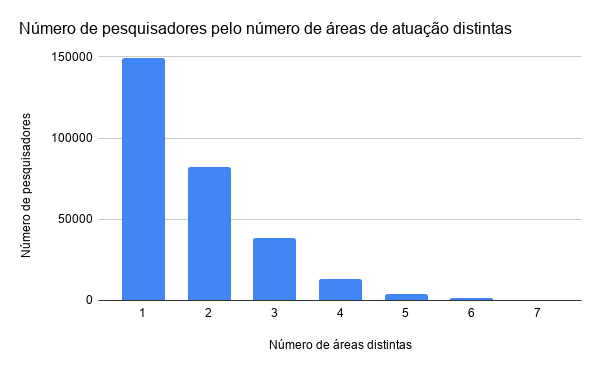 Número de pesquisadores pelo número de áreas de atuação distintas
Número de pesquisadores
150000
100000
50000
0
1 2 3 4 5 6 7
Número de áreas distintas